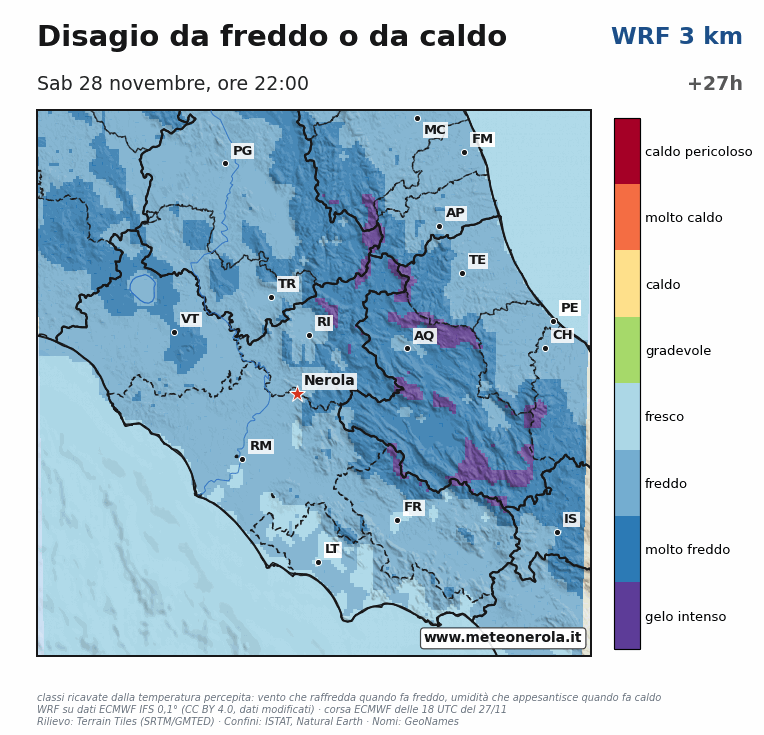 Disagio da freddo o da caldo
WRF 3 km
Sab 28 novembre, ore 22:00
+27h
MC
FM
PG
AP
TE
TR
PE
VT
RI
AQ
CH
Nerola
RM
FR
IS
LT
www.meteonerola.it
caldo pericoloso
molto caldo
caldo
gradevole
fresco
freddo
molto freddo
gelo intenso
classi ricavate dalla temperatura percepita: vento che raffredda quando fa freddo, umidità che appesantisce quando fa caldo
WRF su dati ECMWF IFS 0,1° (CC BY 4.0, dati modificati) · corsa ECMWF delle 18 UTC del 27/11
Rilievo: Terrain Tiles (SRTM/GMTED) · Confini: ISTAT, Natural Earth · Nomi: GeoNames